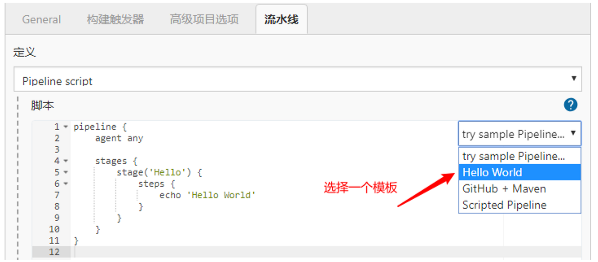 General 构建触发器 高级项目选项 流水线
定义
Pipeline script
脚本 ?
try sample Pipeline...
try sample Pipeline...
Hello World
GitHub + Maven
Scripted Pipeline
选择一个模板
1 pipeline {
2     agent any
3
4     stages {
5         stage('Hello') {
6             steps {
7                 echo 'Hello World'
8             }
9         }
10     }
11 }
12